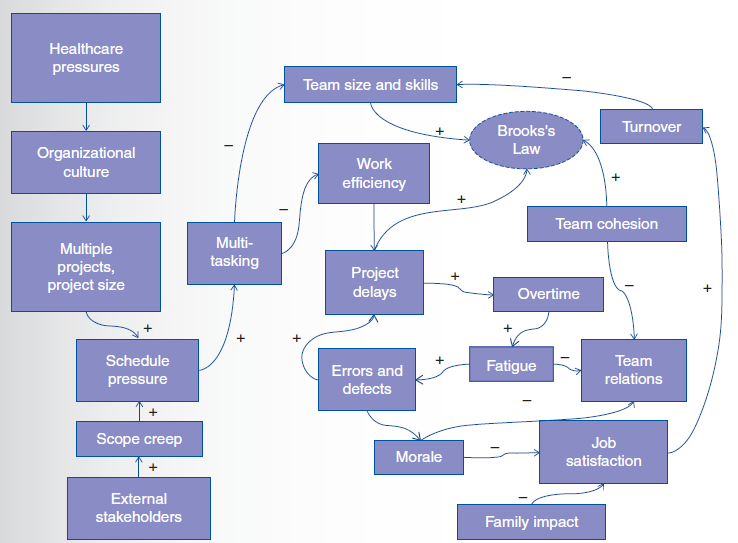 Healthcare
pressures
Organizational
culture
Multiple
projects,
project size
+
Schedule
pressure
+
Scope creep
+
External
stakeholders
+
Multi-
tasking
–
–
Team size and skills
+
–
Brooks's
Law
Turnover
Work
efficiency
+
+
Team cohesion
–
Project
delays
+
Overtime
+
+
+
Errors and
defects
+
Fatigue
–
Team
relations
–
Morale
–
Job
satisfaction
–
Family impact